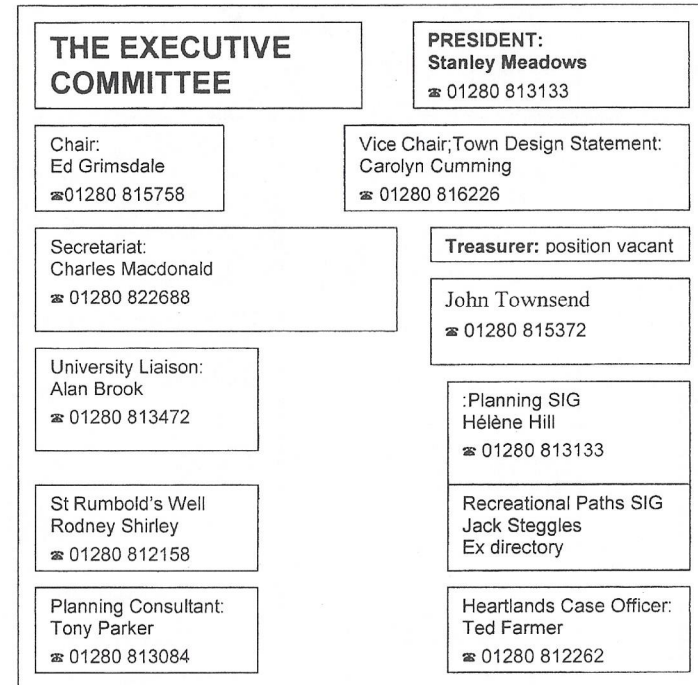 THE EXECUTIVE
COMMITTEE
PRESIDENT:
Stanley Meadows
☎ 01280 813133
Chair:
Ed Grimsdale
☎01280 815758
Vice Chair;Town Design Statement:
Carolyn Cumming
☎ 01280 816226
Secretariat:
Charles Macdonald
☎ 01280 822688
Treasurer: position vacant
John Townsend
☎ 01280 815372
University Liaison:
Alan Brook
☎ 01280 813472
:Planning SIG
Hélène Hill
☎ 01280 813133
St Rumbold's Well
Rodney Shirley
☎ 01280 812158
Recreational Paths SIG
Jack Steggles
Ex directory
Planning Consultant:
Tony Parker
☎ 01280 813084
Heartlands Case Officer:
Ted Farmer
☎ 01280 812262